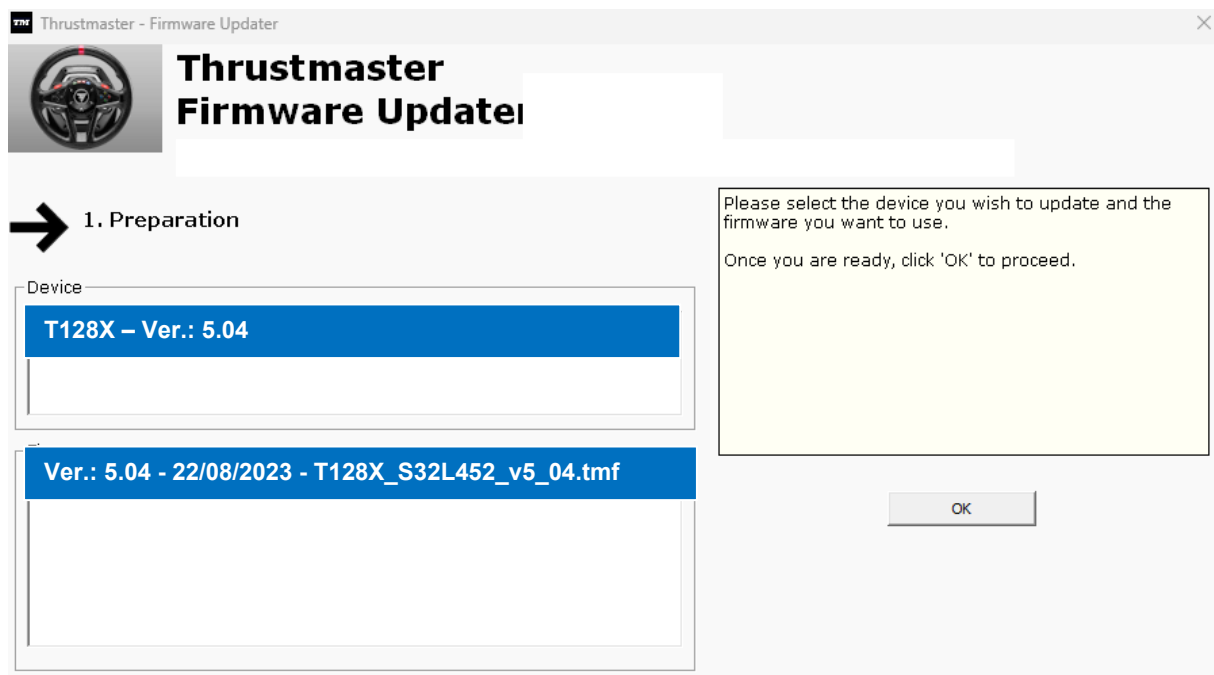 Thrustmaster - Firmware Updater
Thrustmaster
Firmware Updater
1. Preparation
Please select the device you wish to update and the
firmware you want to use.
Once you are ready, click 'OK' to proceed.
Device
T128X – Ver.: 5.04
Ver.: 5.04 - 22/08/2023 - T128X_S32L452_v5_04.tmf
OK